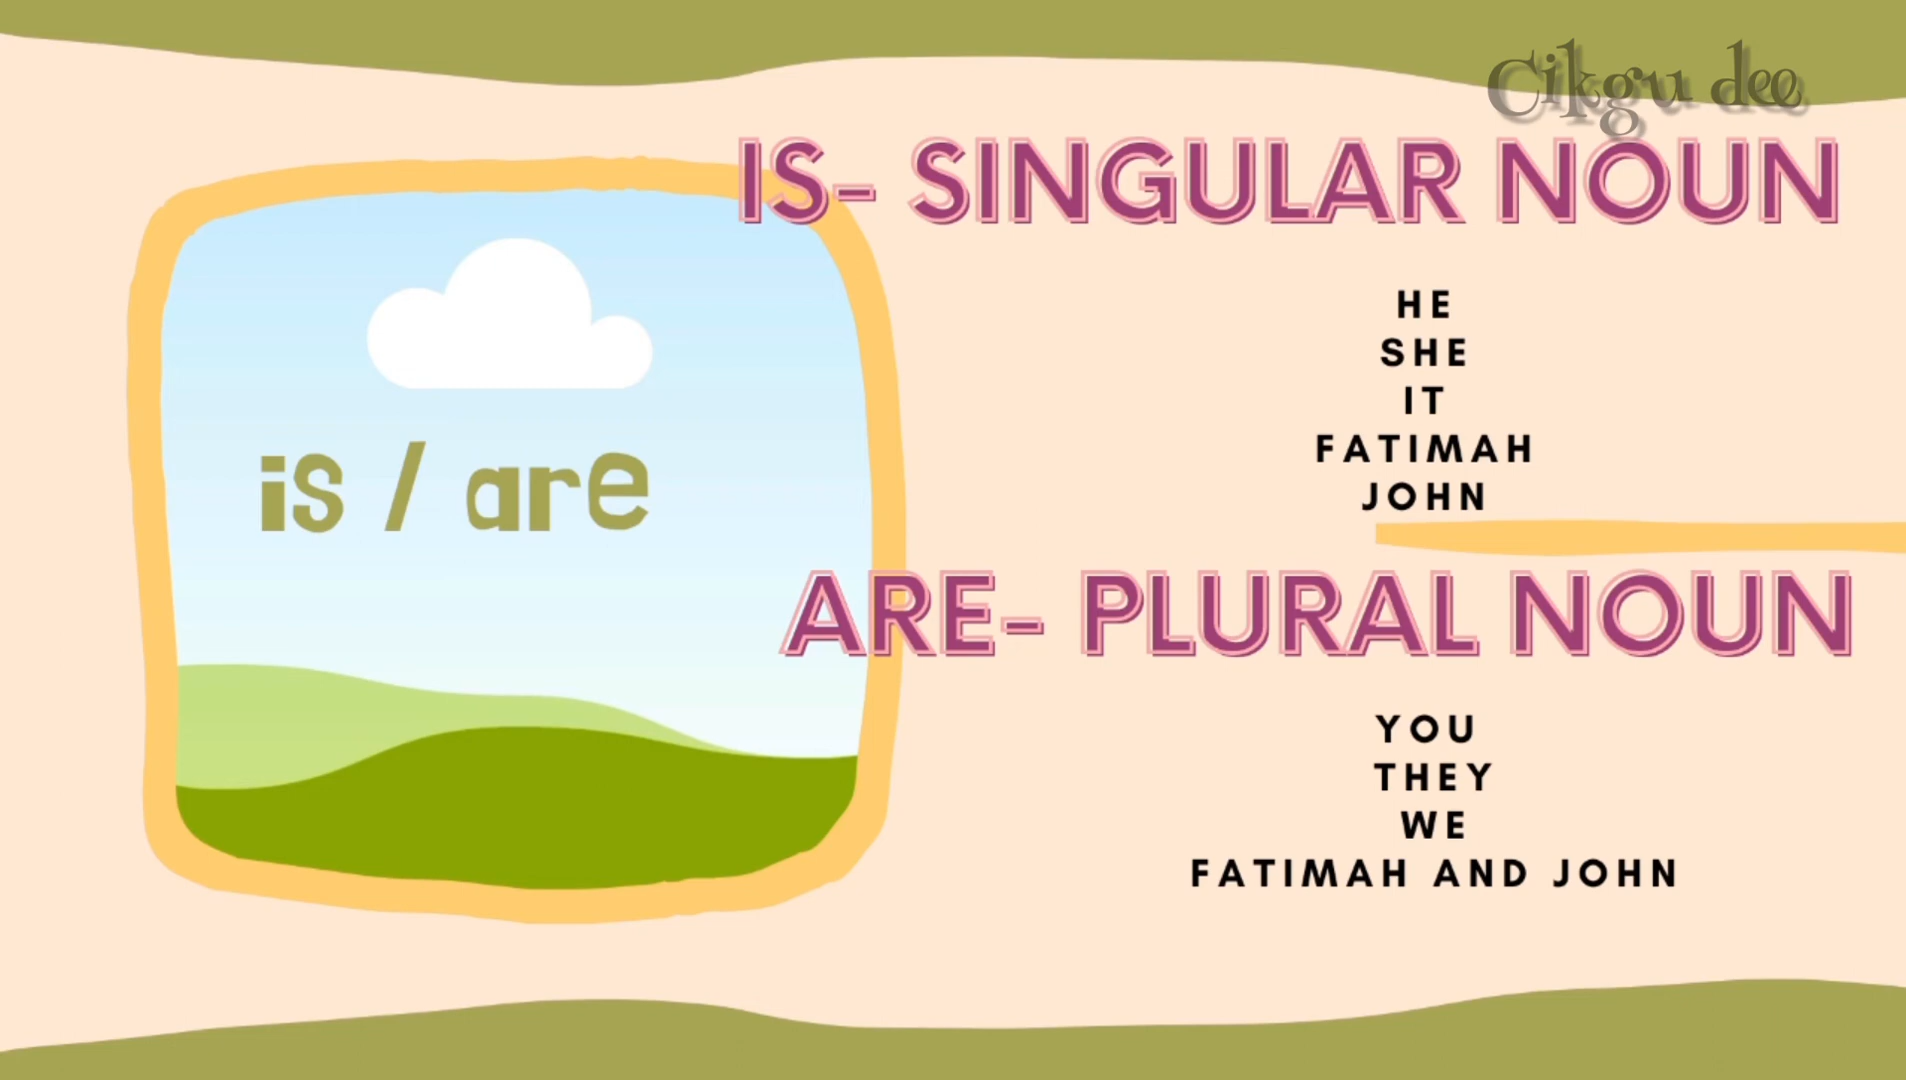 Cikgu dee
IS- SINGULAR NOUN
HE
SHE
IT
FATIMAH
JOHN
is / are
ARE- PLURAL NOUN
YOU
THEY
WE
FATIMAH AND JOHN